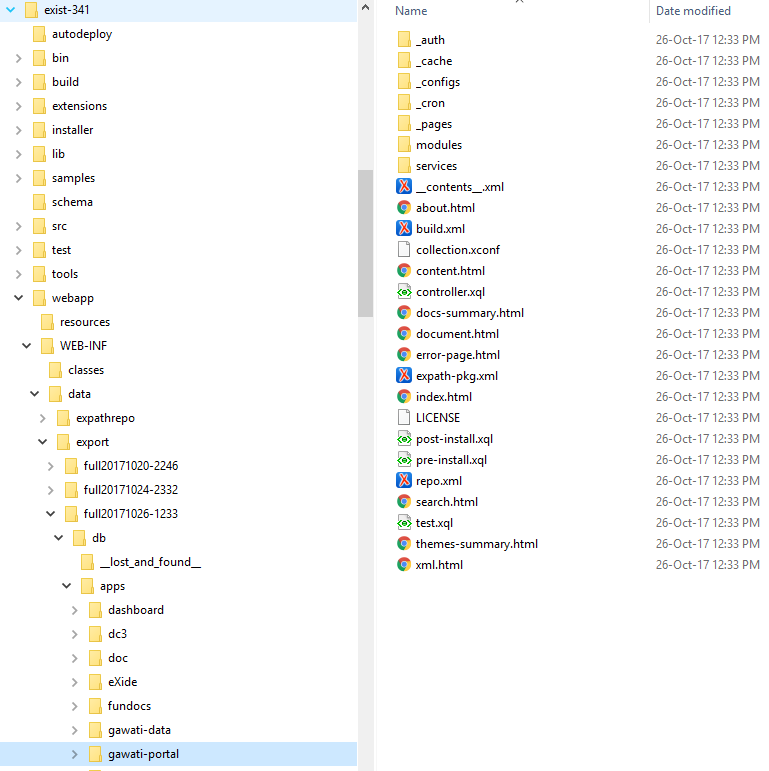 exist-341
autodeploy
bin
build
extensions
installer
lib
samples
schema
src
test
tools
webapp
resources
WEB-INF
classes
data
expathrepo
export
full20171020-2246
full20171024-2332
full20171026-1233
db
__lost_and_found__
apps
dashboard
dc3
doc
eXide
fundocs
gawati-data
gawati-portal
Name Date modified
_auth 26-Oct-17 12:33 PM
_cache 26-Oct-17 12:33 PM
_configs 26-Oct-17 12:33 PM
_cron 26-Oct-17 12:33 PM
_pages 26-Oct-17 12:33 PM
modules 26-Oct-17 12:33 PM
services 26-Oct-17 12:33 PM
__contents__.xml 26-Oct-17 12:33 PM
about.html 26-Oct-17 12:33 PM
build.xml 26-Oct-17 12:33 PM
collection.xconf 26-Oct-17 12:33 PM
content.html 26-Oct-17 12:33 PM
controller.xql 26-Oct-17 12:33 PM
docs-summary.html 26-Oct-17 12:33 PM
document.html 26-Oct-17 12:33 PM
error-page.html 26-Oct-17 12:33 PM
expath-pkg.xml 26-Oct-17 12:33 PM
index.html 26-Oct-17 12:33 PM
LICENSE 26-Oct-17 12:33 PM
post-install.xql 26-Oct-17 12:33 PM
pre-install.xql 26-Oct-17 12:33 PM
repo.xml 26-Oct-17 12:33 PM
search.html 26-Oct-17 12:33 PM
test.xql 26-Oct-17 12:33 PM
themes-summary.html 26-Oct-17 12:33 PM
xml.html 26-Oct-17 12:33 PM